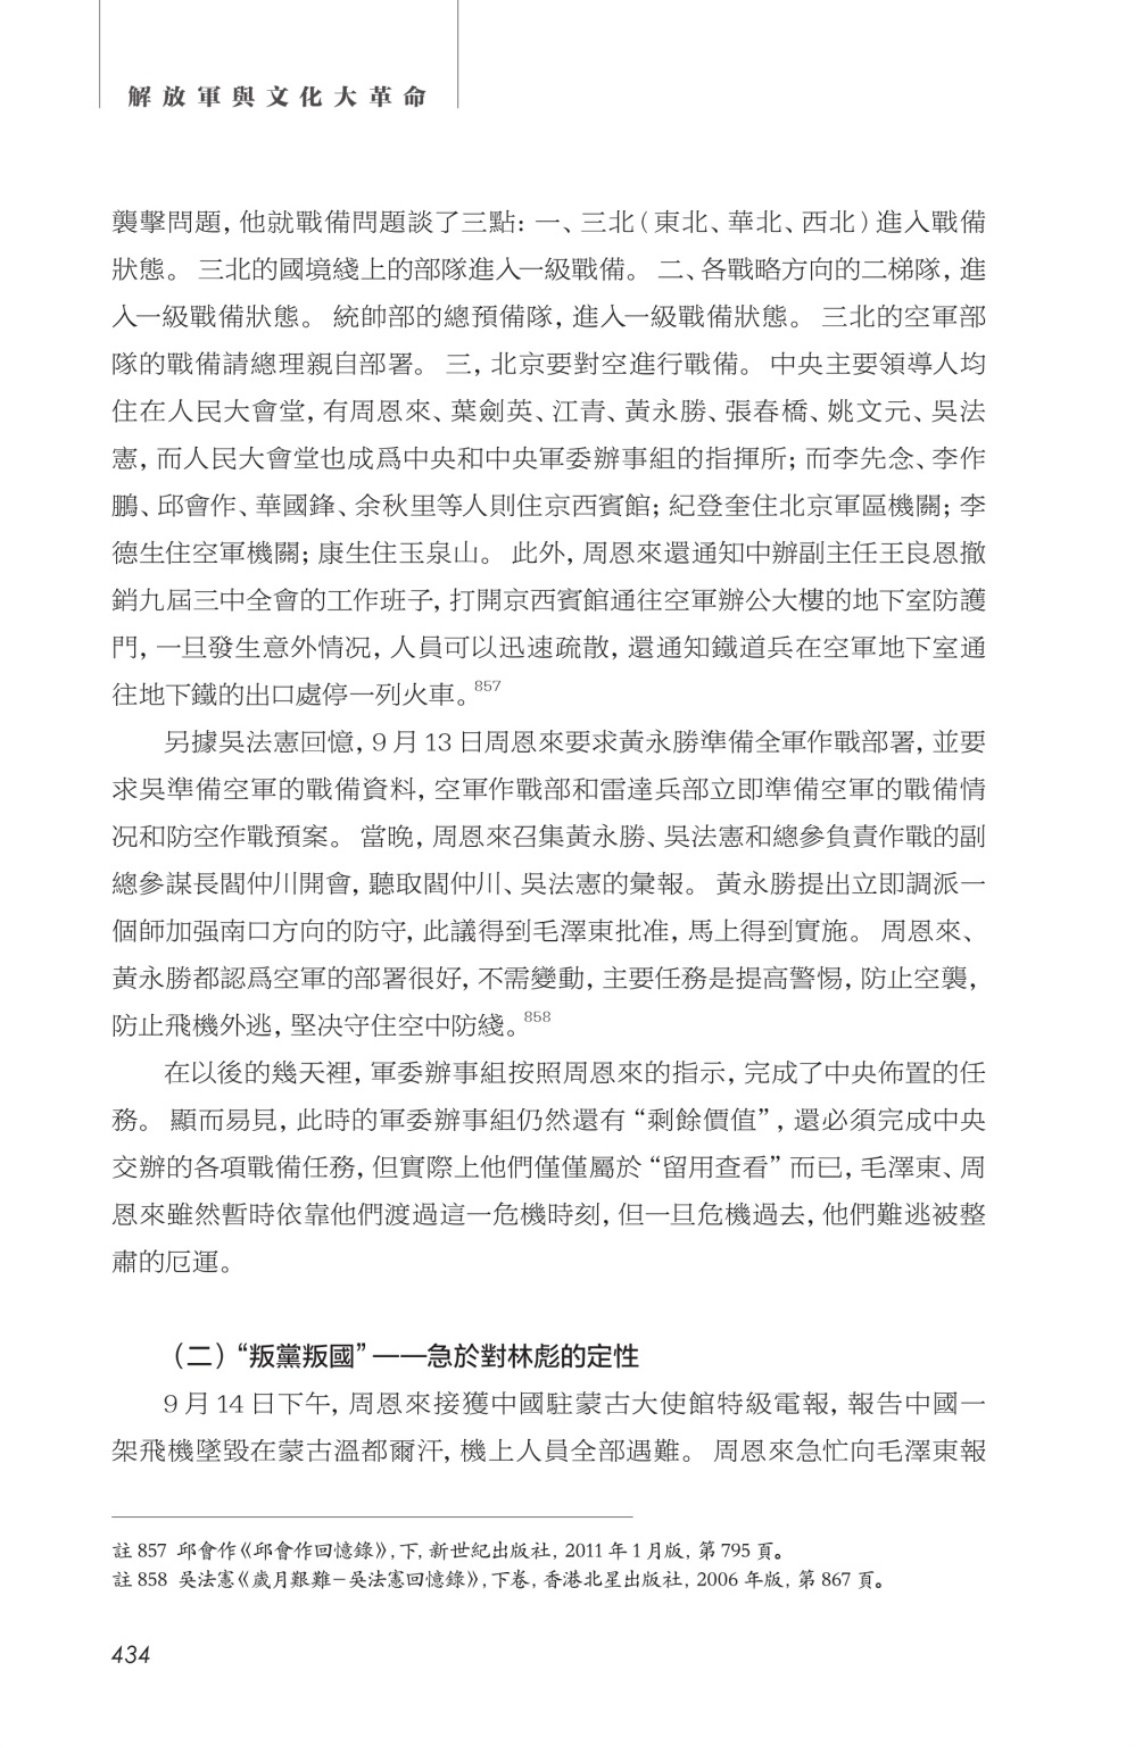 解放軍與文化大革命
襲擊問題，他就戰備問題談了三點：一、三北（東北、華北、西北）進入戰備
狀態。三北的國境綫上的部隊進入一級戰備。二、各戰略方向的二梯隊，進
入一級戰備狀態。統帥部的總預備隊，進入一級戰備狀態。三北的空軍部
隊的戰備請總理親自部署。三，北京要對空進行戰備。中央主要領導人均
住在人民大會堂，有周恩來、葉劍英、江青、黃永勝、張春橋、姚文元、吳法
憲，而人民大會堂也成爲中央和中央軍委辦事組的指揮所；而李先念、李作
鵬、邱會作、華國鋒、余秋里等人則住京西賓館；紀登奎住北京軍區機關；李
德生住空軍機關；康生住玉泉山。此外，周恩來還通知中辦副主任王良恩撤
銷九屆三中全會的工作班子，打開京西賓館通往空軍辦公大樓的地下室防護
門，一旦發生意外情況，人員可以迅速疏散，還通知鐵道兵在空軍地下室通
往地下鐵的出口處停一列火車。857
另據吳法憲回憶，9 月 13 日周恩來要求黃永勝準備全軍作戰部署，並要
求吳準備空軍的戰備資料，空軍作戰部和雷達兵部立即準備空軍的戰備情
況和防空作戰預案。當晚，周恩來召集黃永勝、吳法憲和總參負責作戰的副
總參謀長閻仲川開會，聽取閻仲川、吳法憲的彙報。黃永勝提出立即調派一
個師加强南口方向的防守，此議得到毛澤東批准，馬上得到實施。周恩來、
黃永勝都認爲空軍的部署很好，不需變動，主要任務是提高警惕，防止空襲，
防止飛機外逃，堅決守住空中防綫。858
在以後的幾天裡，軍委辦事組按照周恩來的指示，完成了中央佈置的任
務。顯而易見，此時的軍委辦事組仍然還有“剩餘價值”，還必須完成中央
交辦的各項戰備任務，但實際上他們僅僅屬於“留用查看”而已，毛澤東、周
恩來雖然暫時依靠他們渡過這一危機時刻，但一旦危機過去，他們難逃被整
肅的厄運。
（二）“叛黨叛國”——急於對林彪的定性
9 月 14 日下午，周恩來接獲中國駐蒙古大使館特級電報，報告中國一
架飛機墜毀在蒙古溫都爾汗，機上人員全部遇難。周恩來急忙向毛澤東報
註 857 邱會作《邱會作回憶錄》，下，新世紀出版社，2011 年 1 月版，第 795 頁。
註 858 吳法憲《歲月艱難－吳法憲回憶錄》，下卷，香港北星出版社，2006 年版，第 867 頁。
434